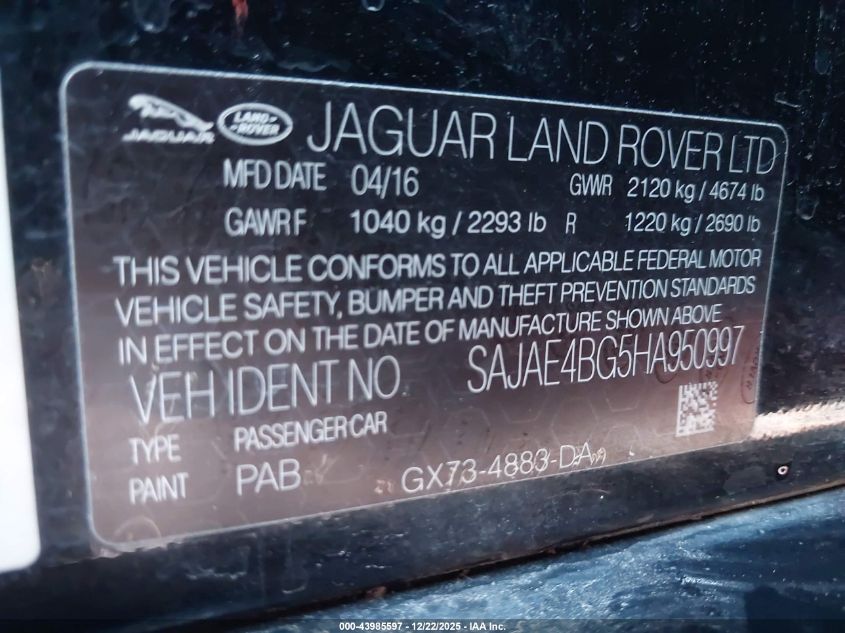 JAGUAR LAND ROVER JAGUAR LAND ROVER LTD
MFD DATE 04/16 GWR 2120 kg / 4674 lb
GAWR F 1040 kg / 2293 lb R 1220 kg / 2690 lb
THIS VEHICLE CONFORMS TO ALL APPLICABLE FEDERAL MOTOR
VEHICLE SAFETY, BUMPER AND THEFT PREVENTION STANDARDS
IN EFFECT ON THE DATE OF MANUFACTURE SHOWN ABOVE
VEH IDENT NO SAJAE4BG5HA950997
TYPE PASSENGER CAR
PAINT PAB GX73-4883-DA
000-43985597 - 12/22/2025 - IAA Inc.